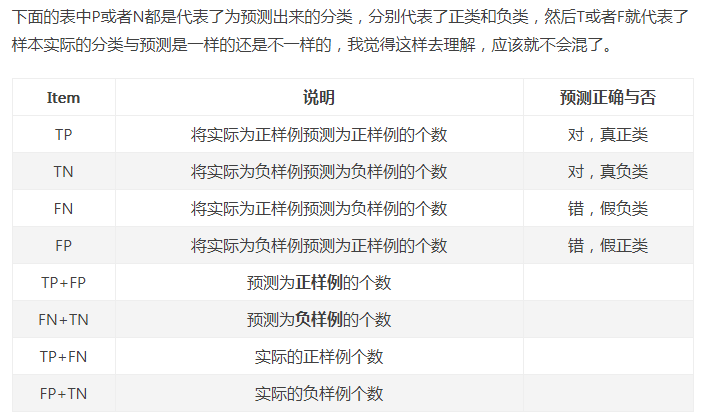 下面的表中P或者N都是代表了为预测出来的分类，分别代表了正类和负类，然后T或者F就代表了
样本实际的分类与预测是一样的还是不一样的，我觉得这样去理解，应该就不会混了。
Item 说明 预测正确与否
TP 将实际为正样例预测为正样例的个数 对，真正类
TN 将实际为负样例预测为负样例的个数 对，真负类
FN 将实际为正样例预测为负样例的个数 错，假负类
FP 将实际为负样例预测为正样例的个数 错，假正类
TP+FP 预测为正样例的个数
FN+TN 预测为负样例的个数
TP+FN 实际的正样例个数
FP+TN 实际的负样例个数